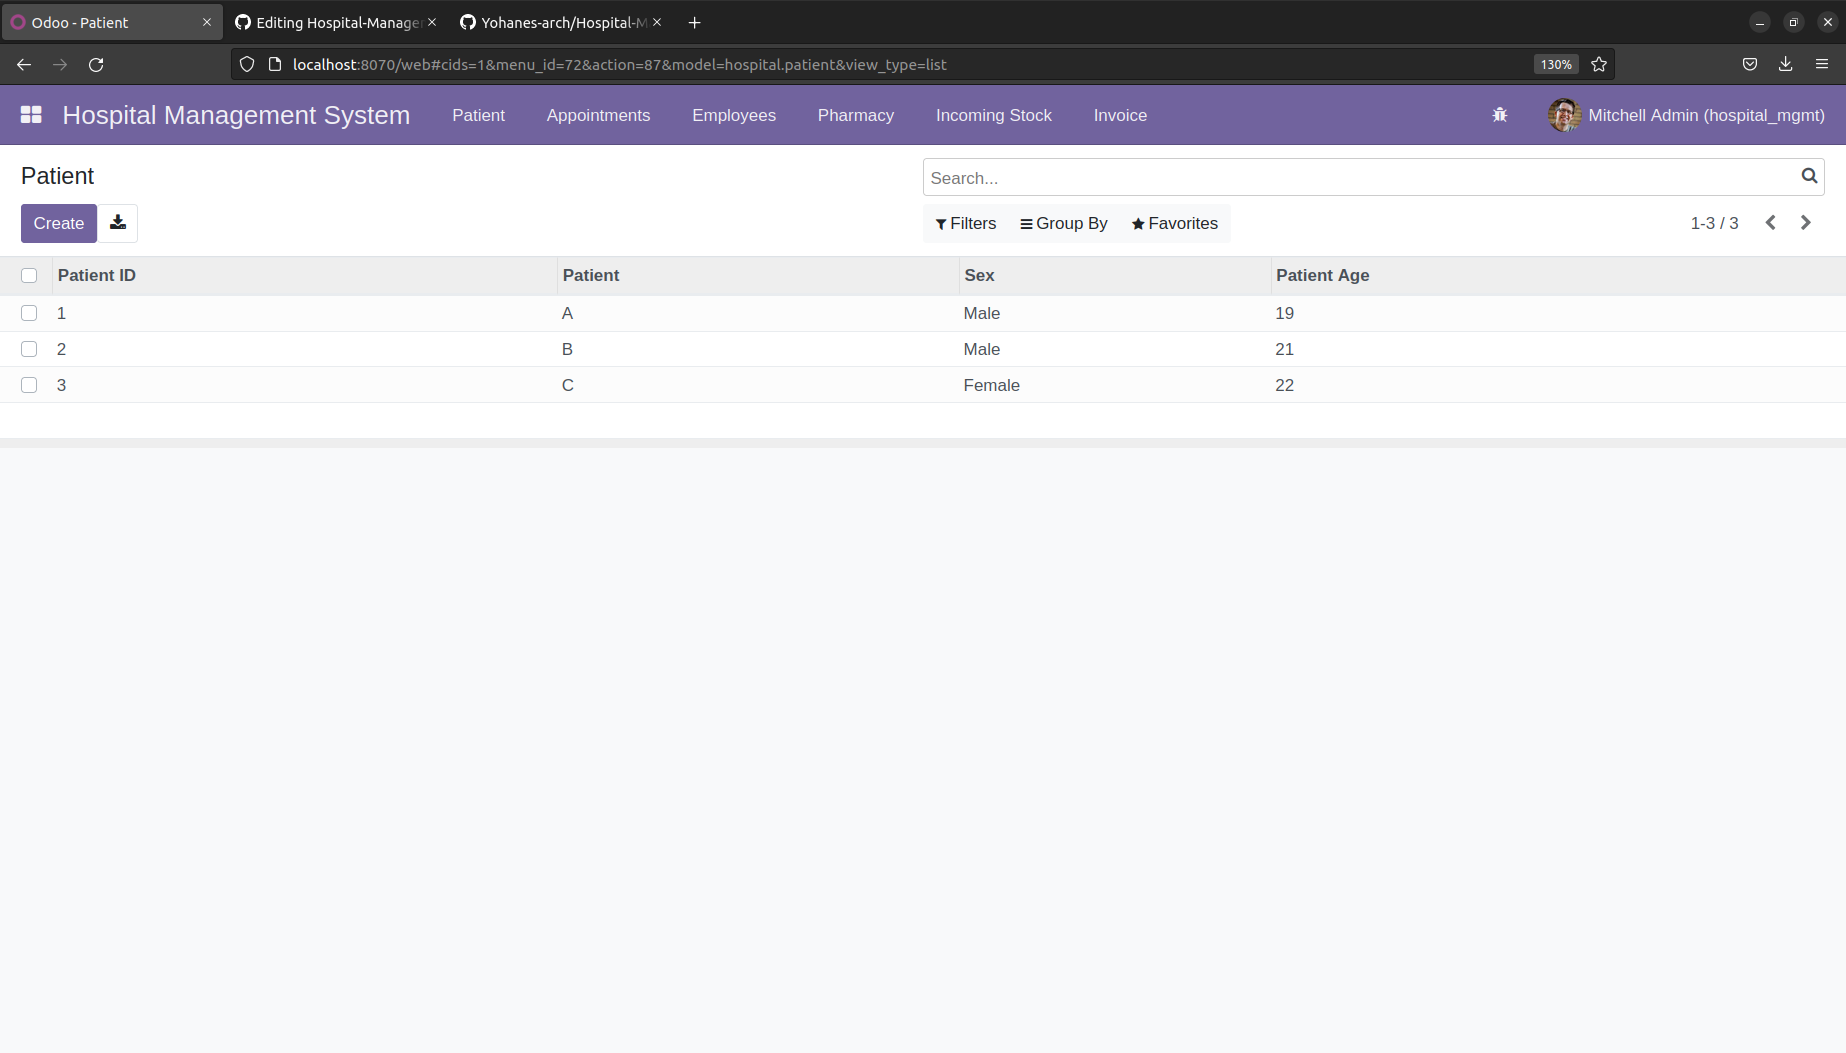 Odoo - Patient
Editing Hospital-Manage
Yohanes-arch/Hospital-M
localhost:8070/web#cids=1&menu_id=72&action=87&model=hospital.patient&view_type=list
130%
Hospital Management System Patient Appointments Employees Pharmacy Incoming Stock Invoice Mitchell Admin (hospital_mgmt)
Patient
Search...
Create
Filters Group By Favorites 1-3 / 3
Patient ID Patient Sex Patient Age
1 A Male 19
2 B Male 21
3 C Female 22